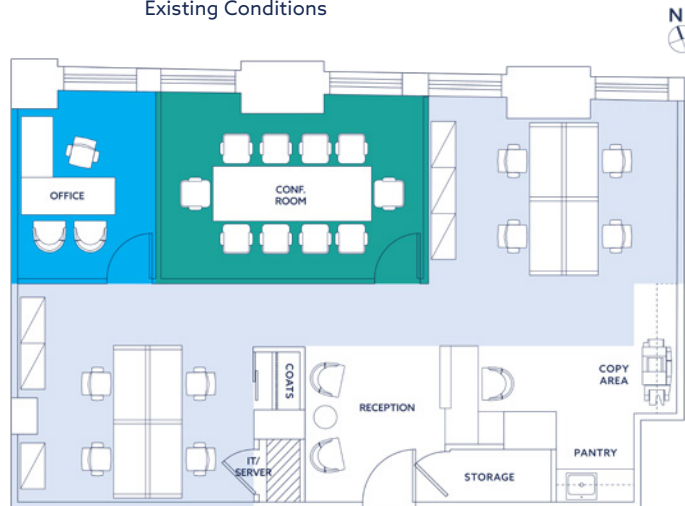 Existing Conditions
N
OFFICE
CONF.
ROOM
COATS
COPY
AREA
RECEPTION
IT/
SERVER
PANTRY
STORAGE